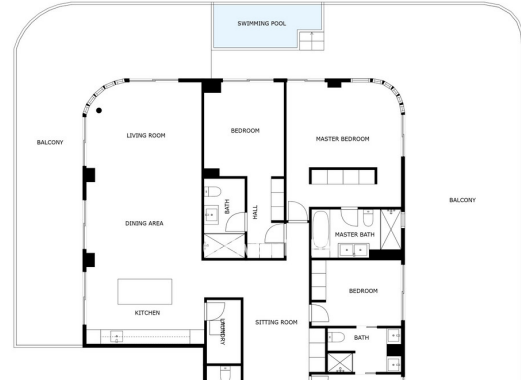 SWIMMING POOL
LIVING ROOM
BEDROOM
MASTER BEDROOM
BALCONY
BALCONY
BATH
HALL
DINING AREA
MASTER BATH
BEDROOM
KITCHEN
LAUNDRY
SITTING ROOM
BATH